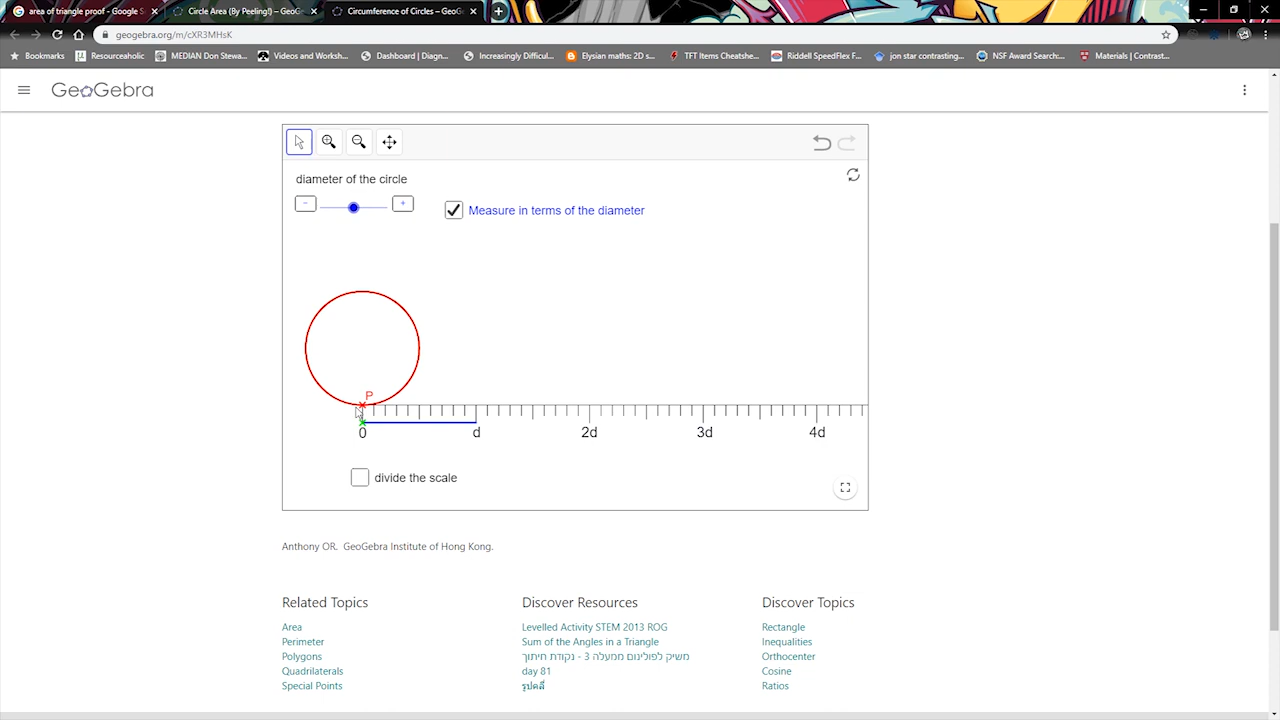 area of triangle proof - Google S
Circle Area (By Peeling!) – GeoG
Circumference of Circles – GeoGe
geogebra.org/m/cXR3MHsK
Bookmarks
Resourceaholic
MEDIAN Don Stewa...
Videos and Worksh...
Dashboard | Diagn...
Increasingly Difficul...
Elysian maths: 2D s...
TFT Items Cheatshe...
Riddell SpeedFlex F...
jon star contrasting...
NSF Award Search:...
Materials | Contrast...
GeoGebra
diameter of the circle
Measure in terms of the diameter
P
0 d 2d 3d 4d
divide the scale
Anthony OR. GeoGebra Institute of Hong Kong.
Related Topics
Area
Perimeter
Polygons
Quadrilaterals
Special Points
Discover Resources
Levelled Activity STEM 2013 ROG
Sum of the Angles in a Triangle
משיק לפולינום ממעלה 3 - נקודת חיתוך
day 81
รูปคลี่
Discover Topics
Rectangle
Inequalities
Orthocenter
Cosine
Ratios